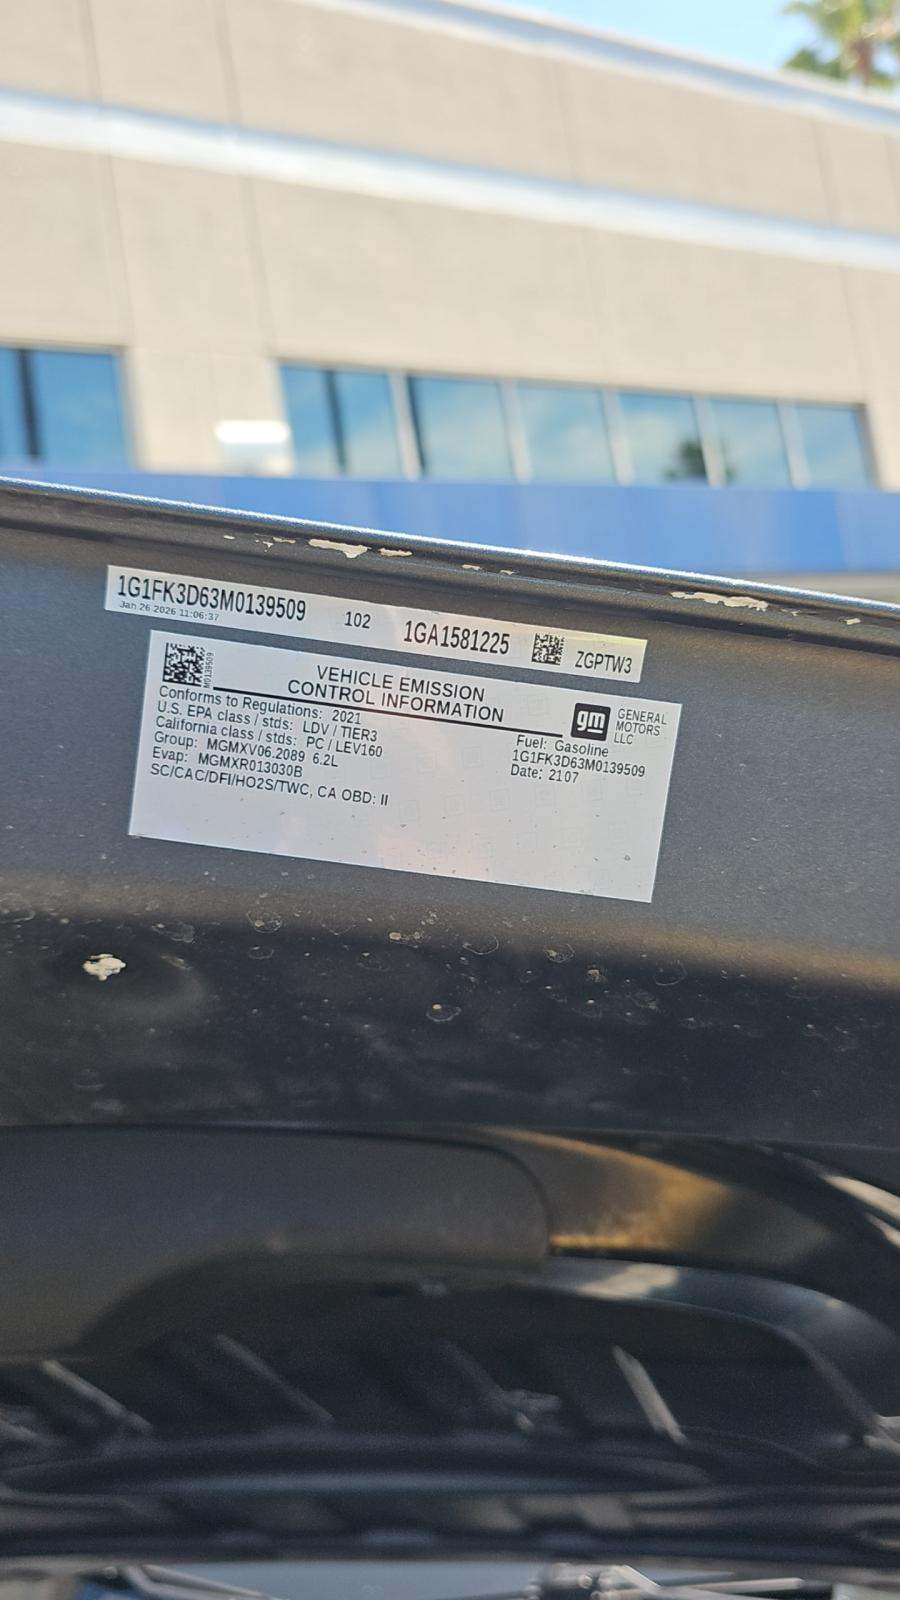 1G1FK3D63M0139509 102 1GA1581225 ZGPTW3
Jan 26 2026 11:06:37
M0139509
VEHICLE EMISSION
CONTROL INFORMATION
gm GENERAL
MOTORS
LLC
Conforms to Regulations: 2021
U.S. EPA class / stds: LDV / TIER3
California class / stds: PC / LEV160
Group: MGMXV06.2089 6.2L
Evap: MGMXR013030B
SC/CAC/DFI/HO2S/TWC, CA OBD: II
Fuel: Gasoline
1G1FK3D63M0139509
Date: 2107